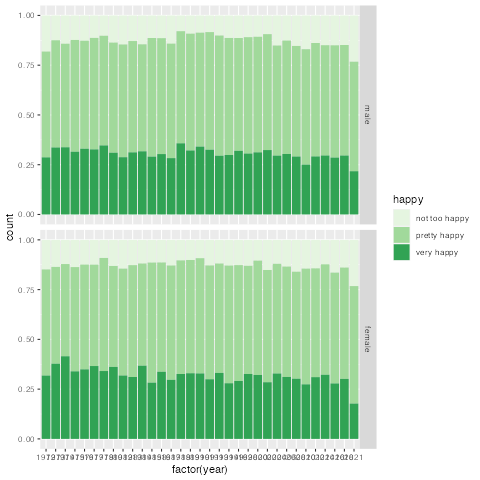 1.00
0.75
0.50
0.25
0.00
male
1.00
0.75
0.50
0.25
0.00
female
count
factor(year)
happy
not too happy
pretty happy
very happy